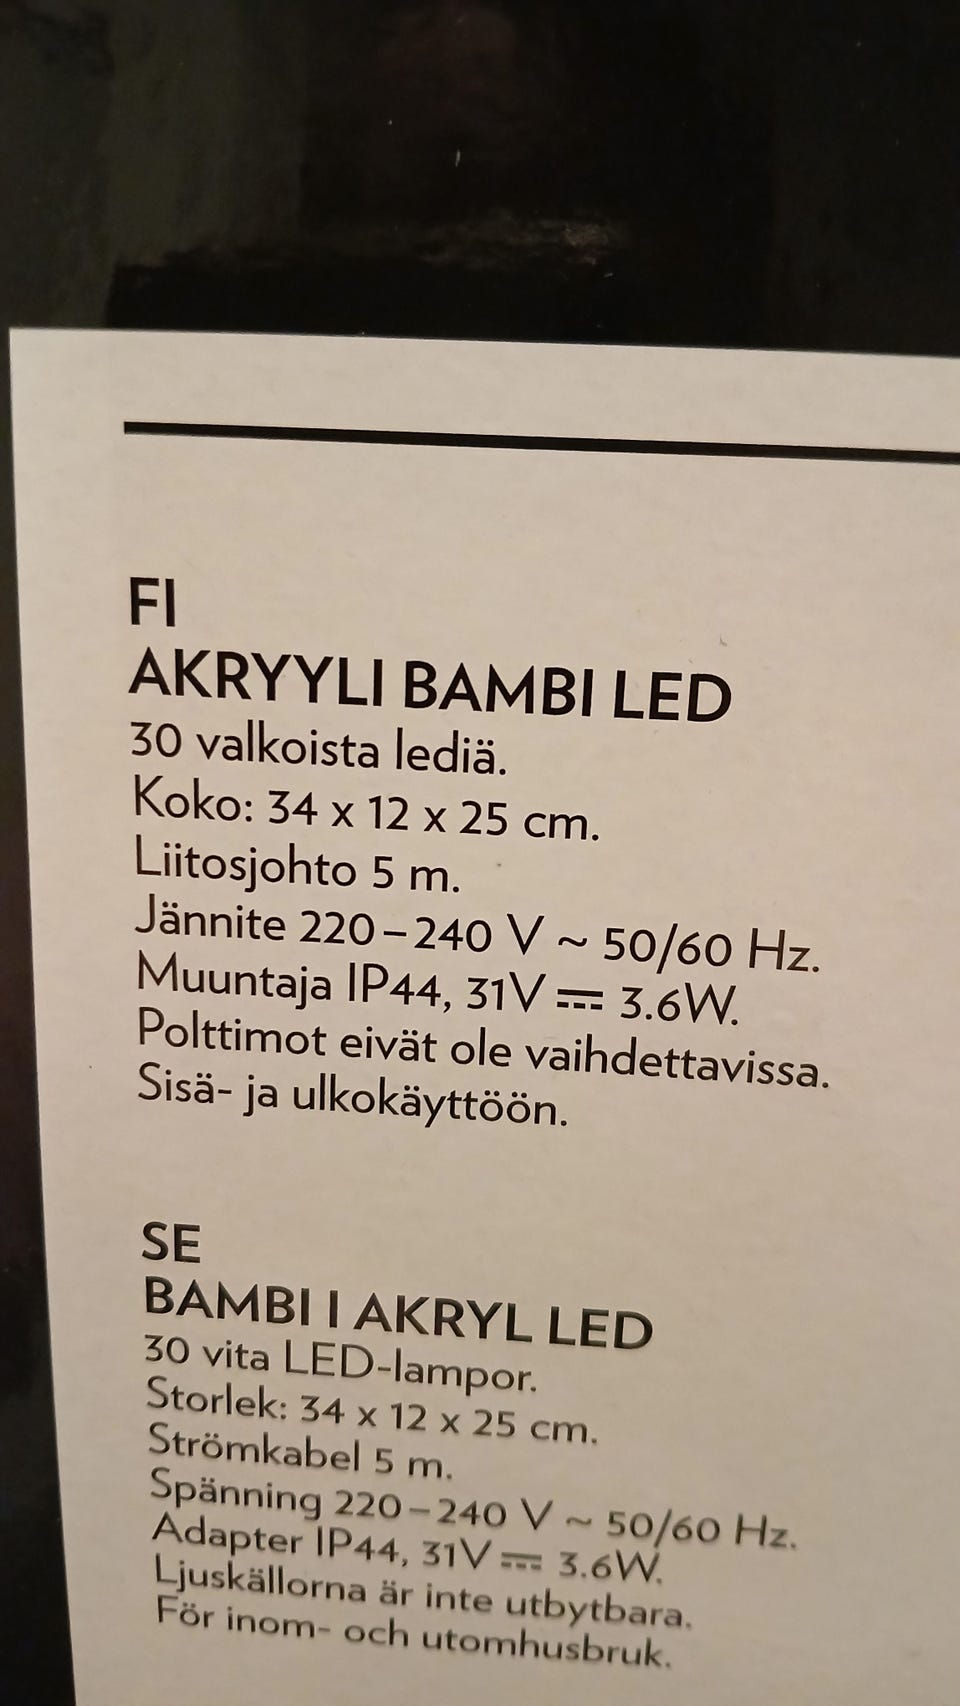 FI
AKRYYLI BAMBI LED
30 valkoista lediä.
Koko: 34 x 12 x 25 cm.
Liitosjohto 5 m.
Jännite 220–240 V ~ 50/60 Hz.
Muuntaja IP44, 31V ⎓ 3.6W.
Polttimot eivät ole vaihdettavissa.
Sisä- ja ulkokäyttöön.
SE
BAMBI I AKRYL LED
30 vita LED-lampor.
Storlek: 34 x 12 x 25 cm.
Strömkabel 5 m.
Spänning 220–240 V ~ 50/60 Hz.
Adapter IP44, 31V ⎓ 3.6W.
Ljuskällorna är inte utbytbara.
För inom- och utomhusbruk.